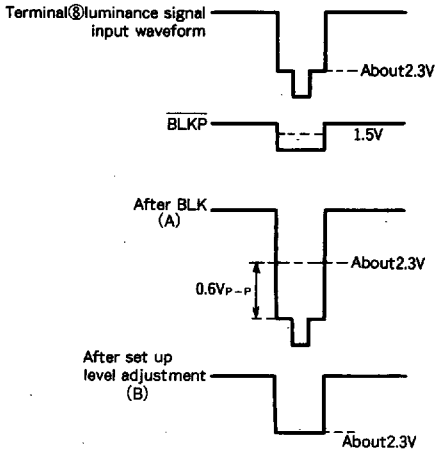 Terminal⑧luminance signal
input waveform
About2.3V
B̅L̅K̅P̅
1.5V
After BLK
(A)
About2.3V
0.6VP-P
After set up
level adjustment
(B)
About2.3V